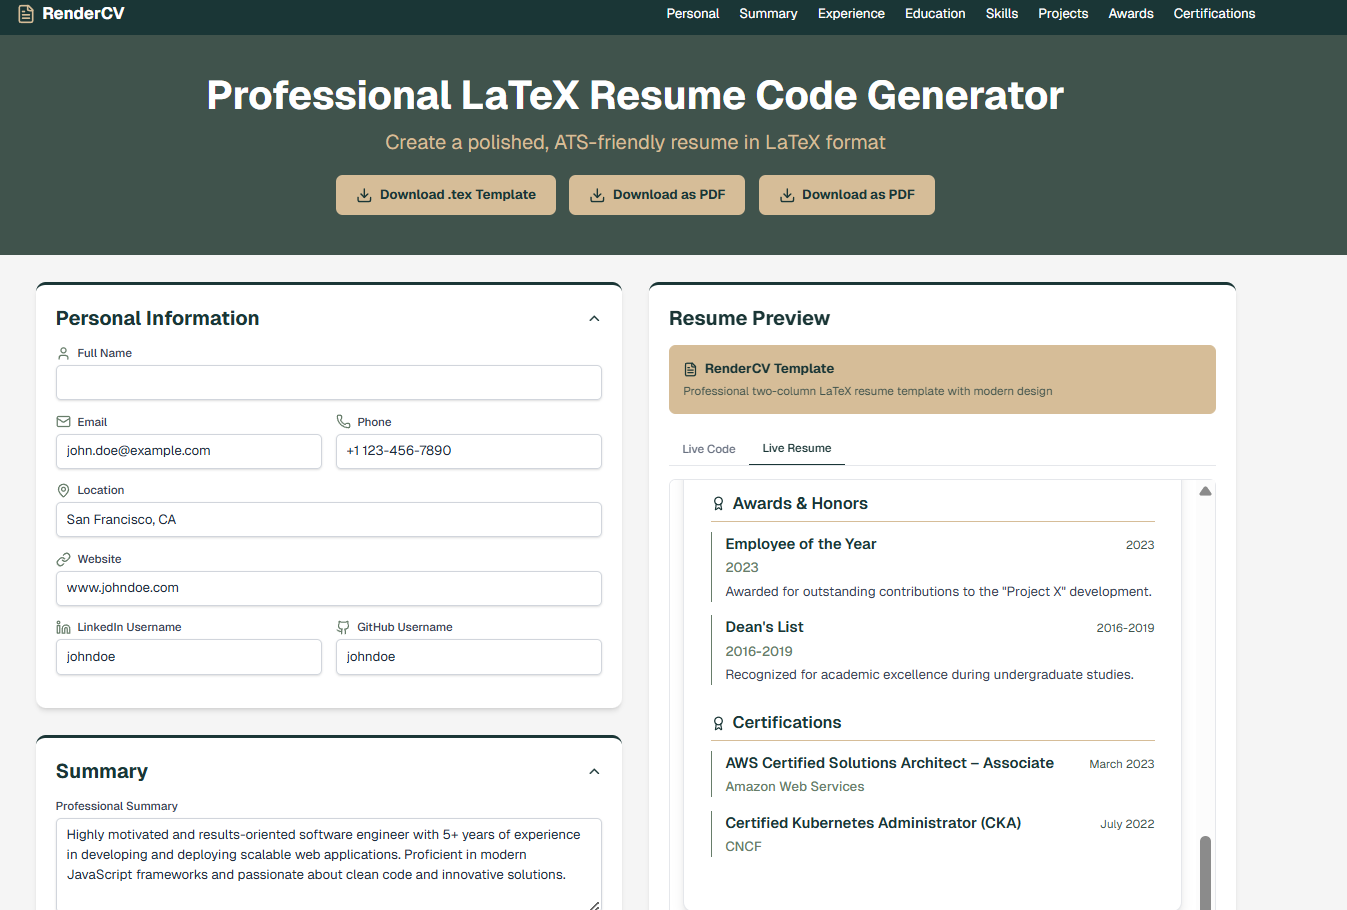 RenderCV
Personal Summary Experience Education Skills Projects Awards Certifications
Professional LaTeX Resume Code Generator
Create a polished, ATS-friendly resume in LaTeX format
Download .tex Template
Download as PDF
Download as PDF
Personal Information
Full Name
Email
john.doe@example.com
Phone
+1 123-456-7890
Location
San Francisco, CA
Website
www.johndoe.com
LinkedIn Username
johndoe
GitHub Username
johndoe
Summary
Professional Summary
Highly motivated and results-oriented software engineer with 5+ years of experience
in developing and deploying scalable web applications. Proficient in modern
JavaScript frameworks and passionate about clean code and innovative solutions.
Resume Preview
RenderCV Template
Professional two-column LaTeX resume template with modern design
Live Code
Live Resume
Awards & Honors
Employee of the Year 2023
2023
Awarded for outstanding contributions to the "Project X" development.
Dean's List 2016-2019
2016-2019
Recognized for academic excellence during undergraduate studies.
Certifications
AWS Certified Solutions Architect – Associate March 2023
Amazon Web Services
Certified Kubernetes Administrator (CKA) July 2022
CNCF